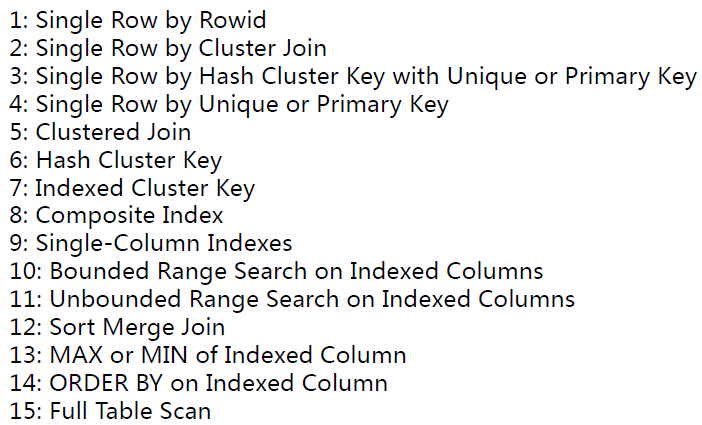 1: Single Row by Rowid
2: Single Row by Cluster Join
3: Single Row by Hash Cluster Key with Unique or Primary Key
4: Single Row by Unique or Primary Key
5: Clustered Join
6: Hash Cluster Key
7: Indexed Cluster Key
8: Composite Index
9: Single-Column Indexes
10: Bounded Range Search on Indexed Columns
11: Unbounded Range Search on Indexed Columns
12: Sort Merge Join
13: MAX or MIN of Indexed Column
14: ORDER BY on Indexed Column
15: Full Table Scan